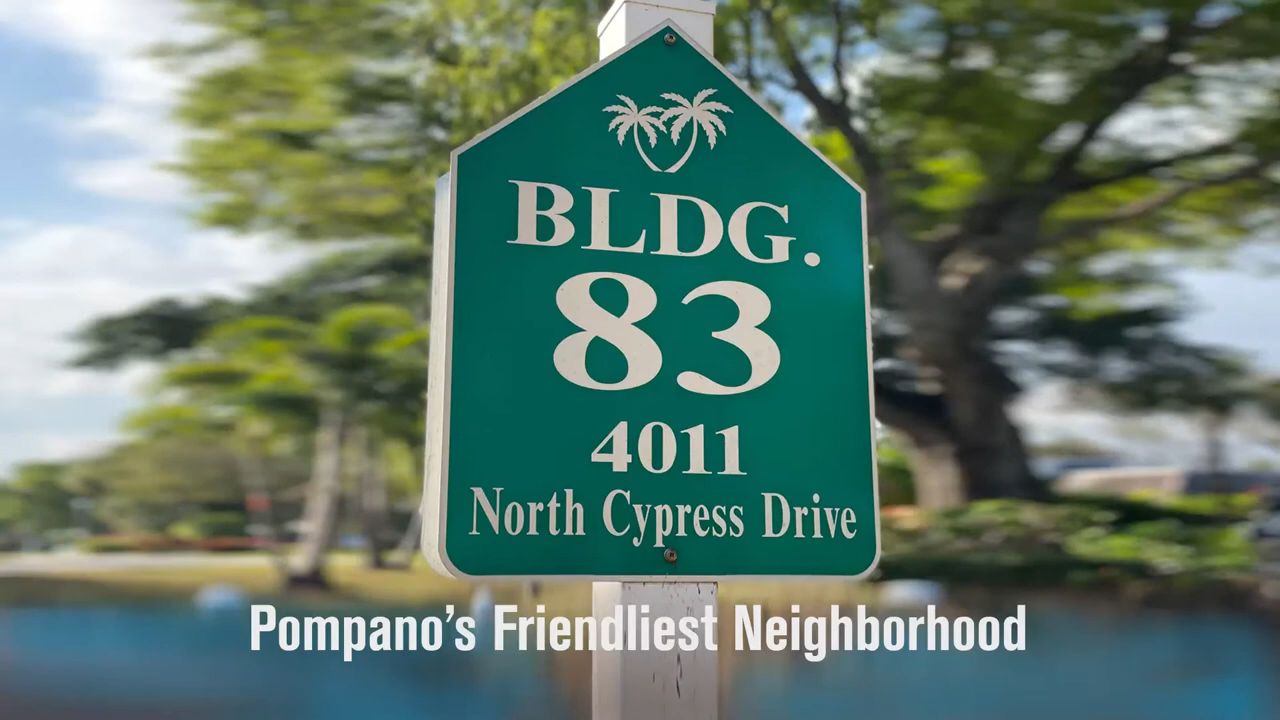 BLDG.
83
4011
North Cypress Drive
Pompano’s Friendliest Neighborhood